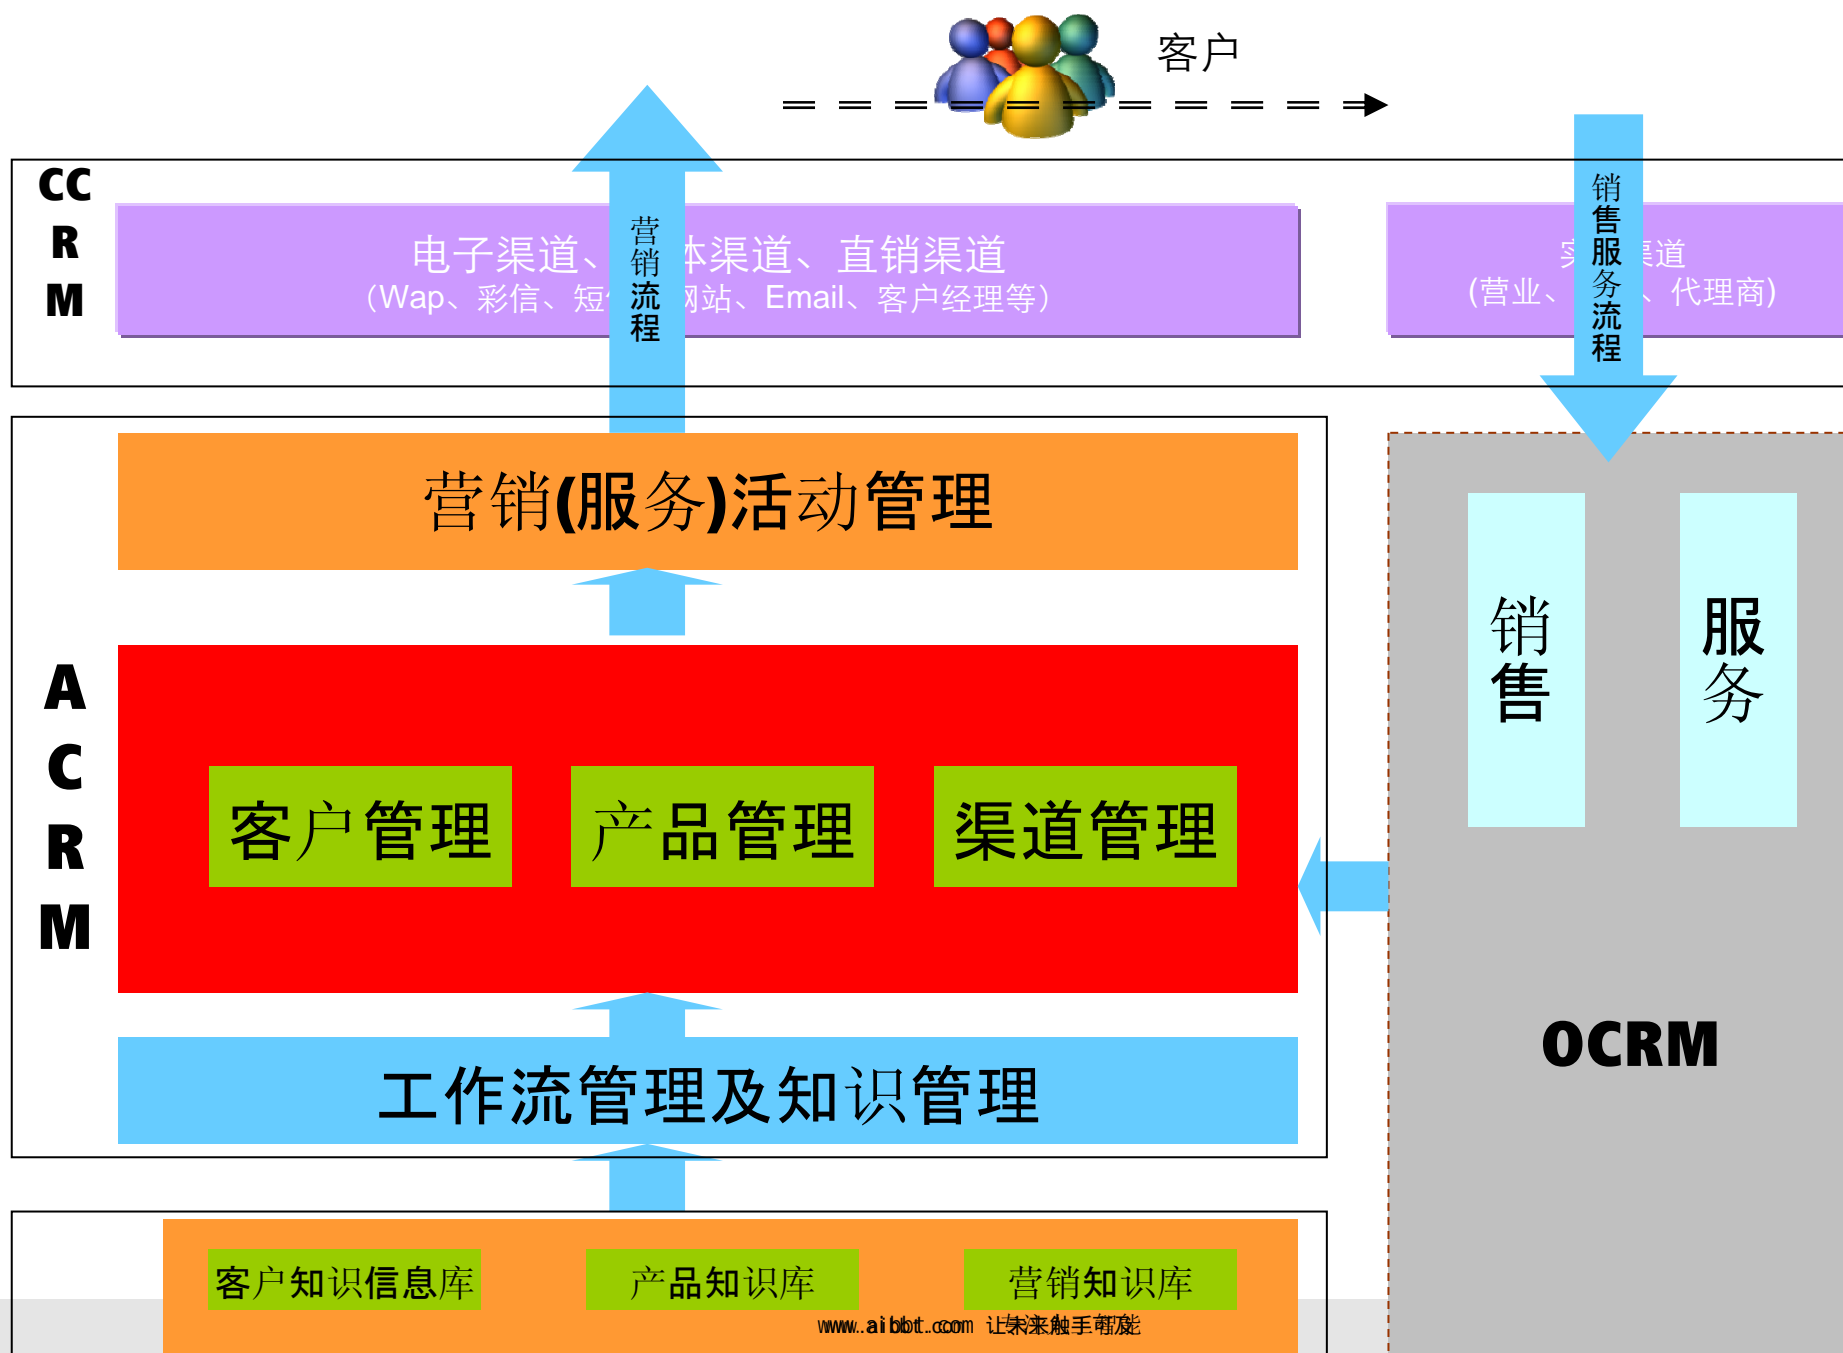 客户
CC
R
M
电子渠道、体渠道、直销渠道
（Wap、彩信、短 网站、Email、客户经理等）
营销流程
渠道
(营业、 、代理商)
销售服务流程
营销(服务)活动管理
A
C
R
M
客户管理
产品管理
渠道管理
销售
服务
OCRM
工作流管理及知识管理
客户知识信息库
产品知识库
营销知识库